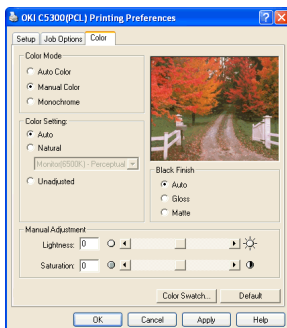 OKI C5300(PCL) Printing Preferences
Setup Job Options Color
Color Mode
Auto Color
Manual Color
Monochrome
Color Setting:
Auto
Natural
Monitor(6500K) - Perceptual
Unadjusted
Black Finish
Auto
Gloss
Matte
Manual Adjustment
Lightness: 0
Saturation: 0
Color Swatch... Default
OK Cancel Apply Help